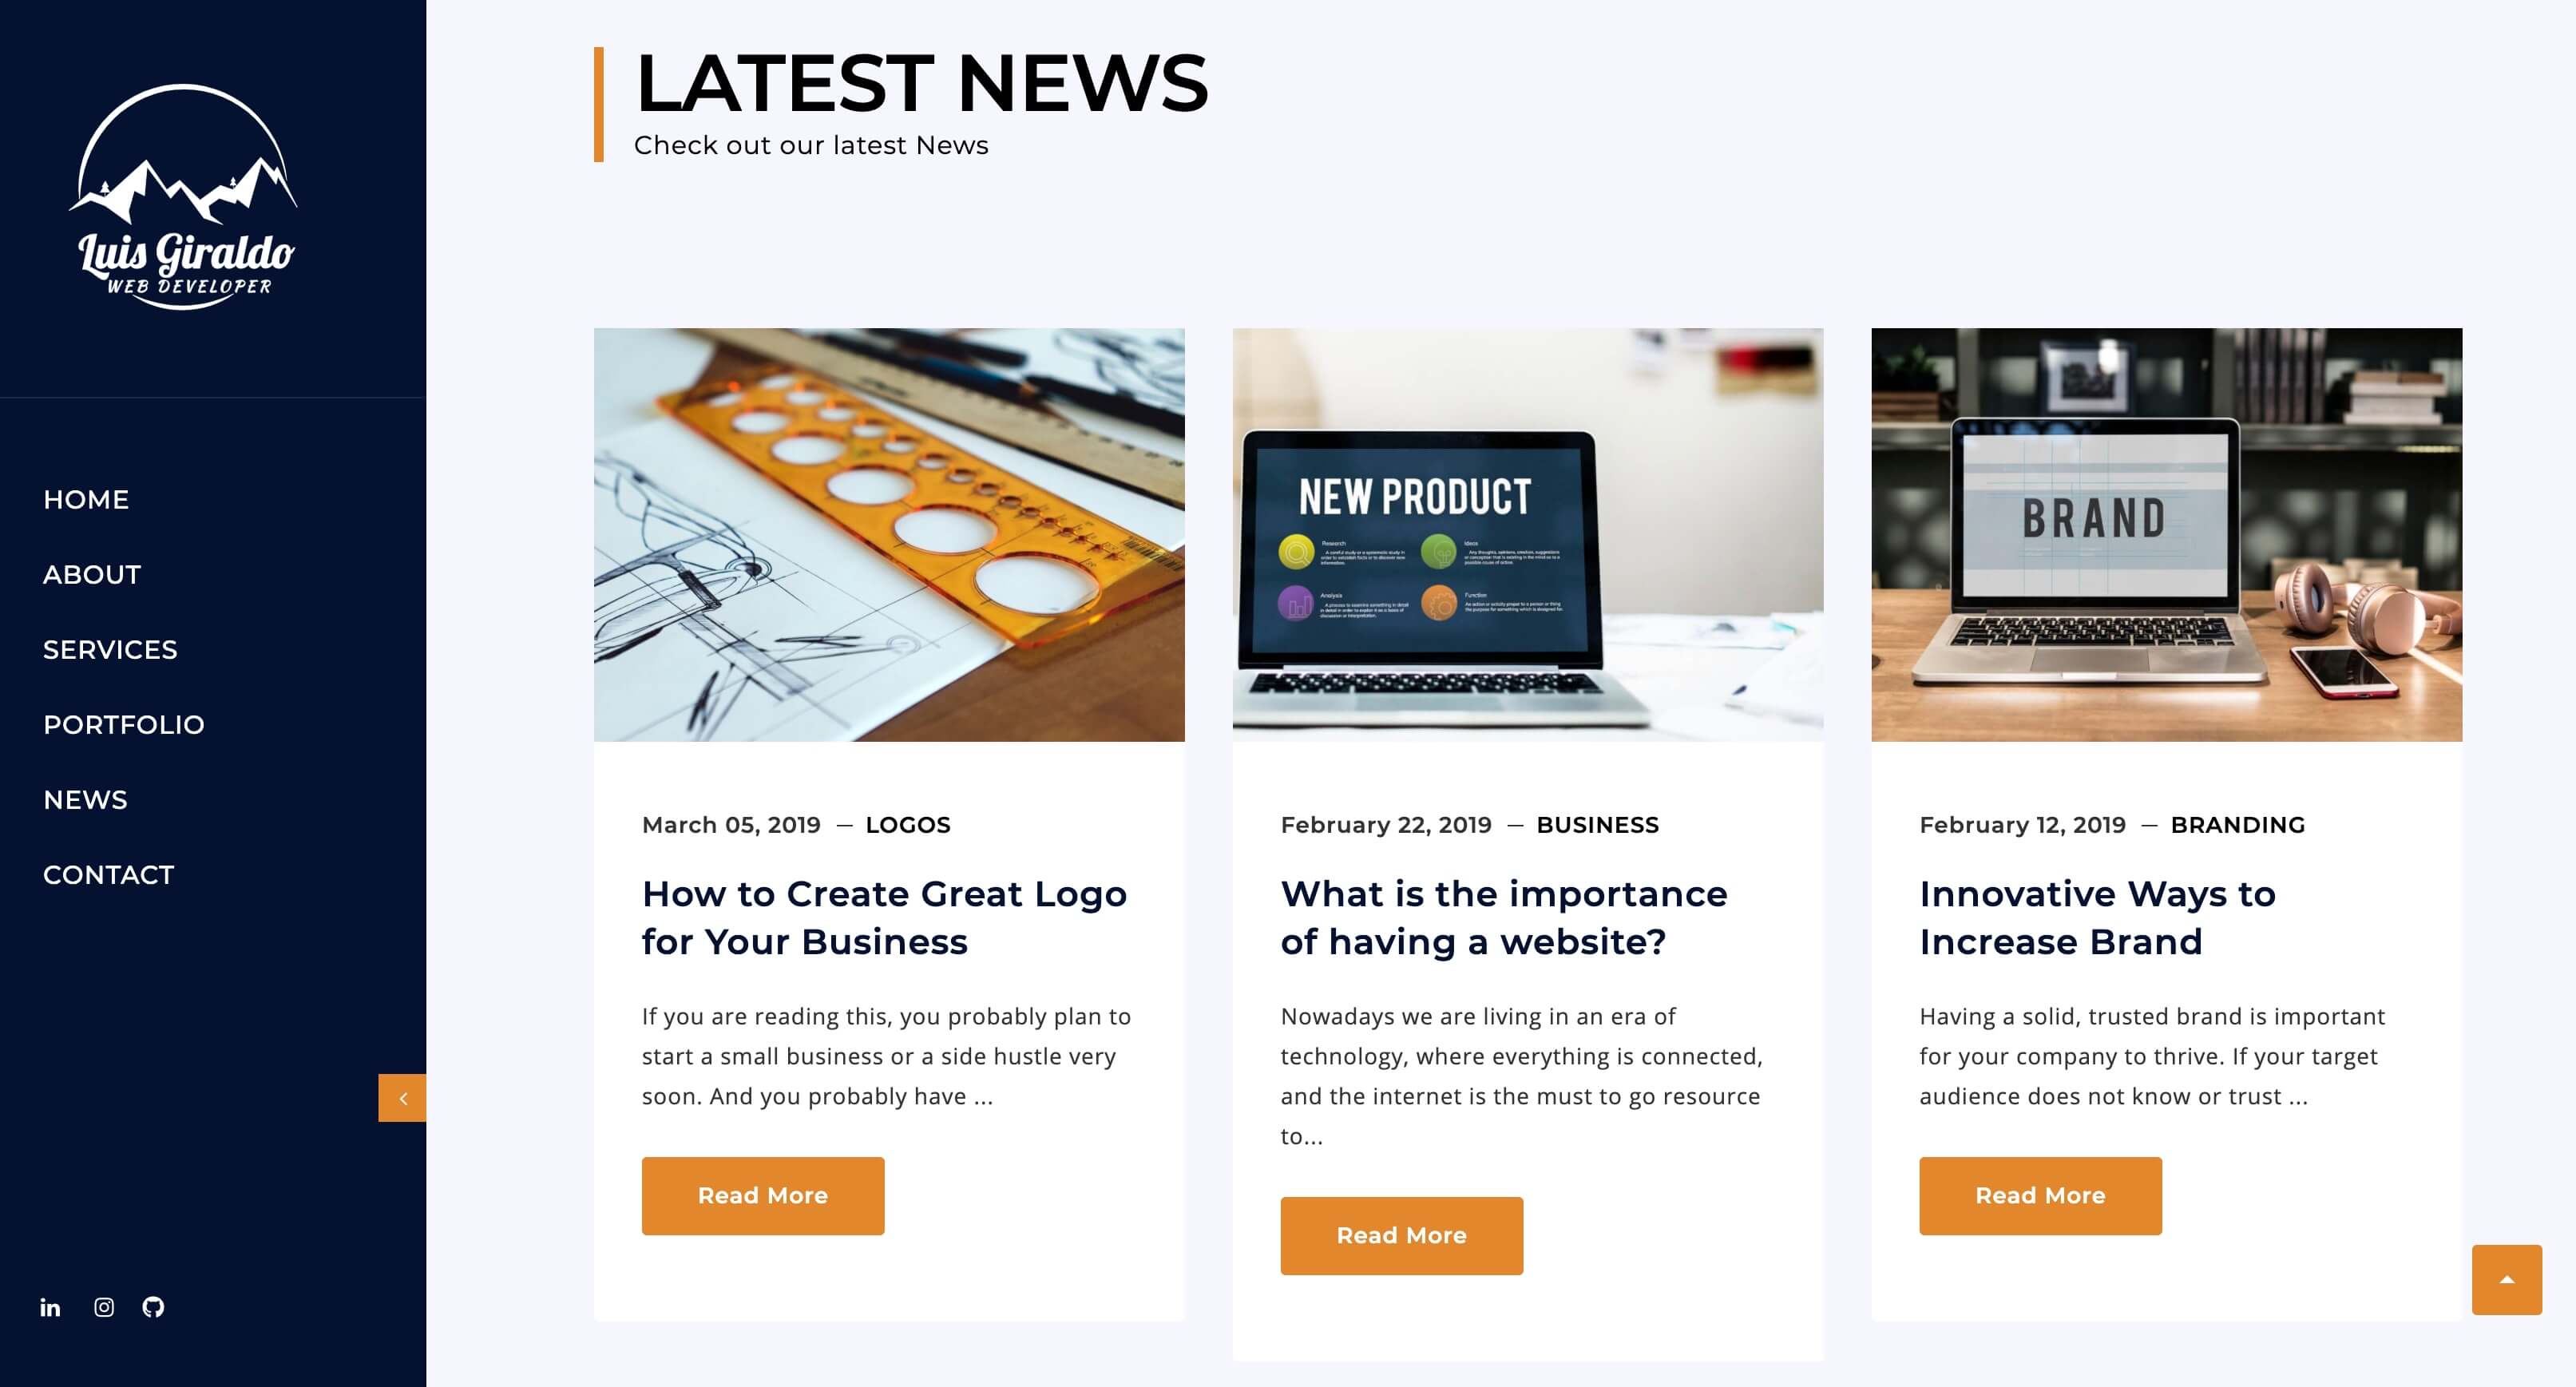 Luis Giraldo
WEB DEVELOPER
HOME
ABOUT
SERVICES
PORTFOLIO
NEWS
CONTACT
LATEST NEWS
Check out our latest News
March 05, 2019 — LOGOS
How to Create Great Logo
for Your Business
If you are reading this, you probably plan to
start a small business or a side hustle very
soon. And you probably have ...
Read More
NEW PRODUCT
Research
Ideas
Analysis
Function
February 22, 2019 — BUSINESS
What is the importance
of having a website?
Nowadays we are living in an era of
technology, where everything is connected,
and the internet is the must to go resource
to...
Read More
BRAND
February 12, 2019 — BRANDING
Innovative Ways to
Increase Brand
Having a solid, trusted brand is important
for your company to thrive. If your target
audience does not know or trust ...
Read More